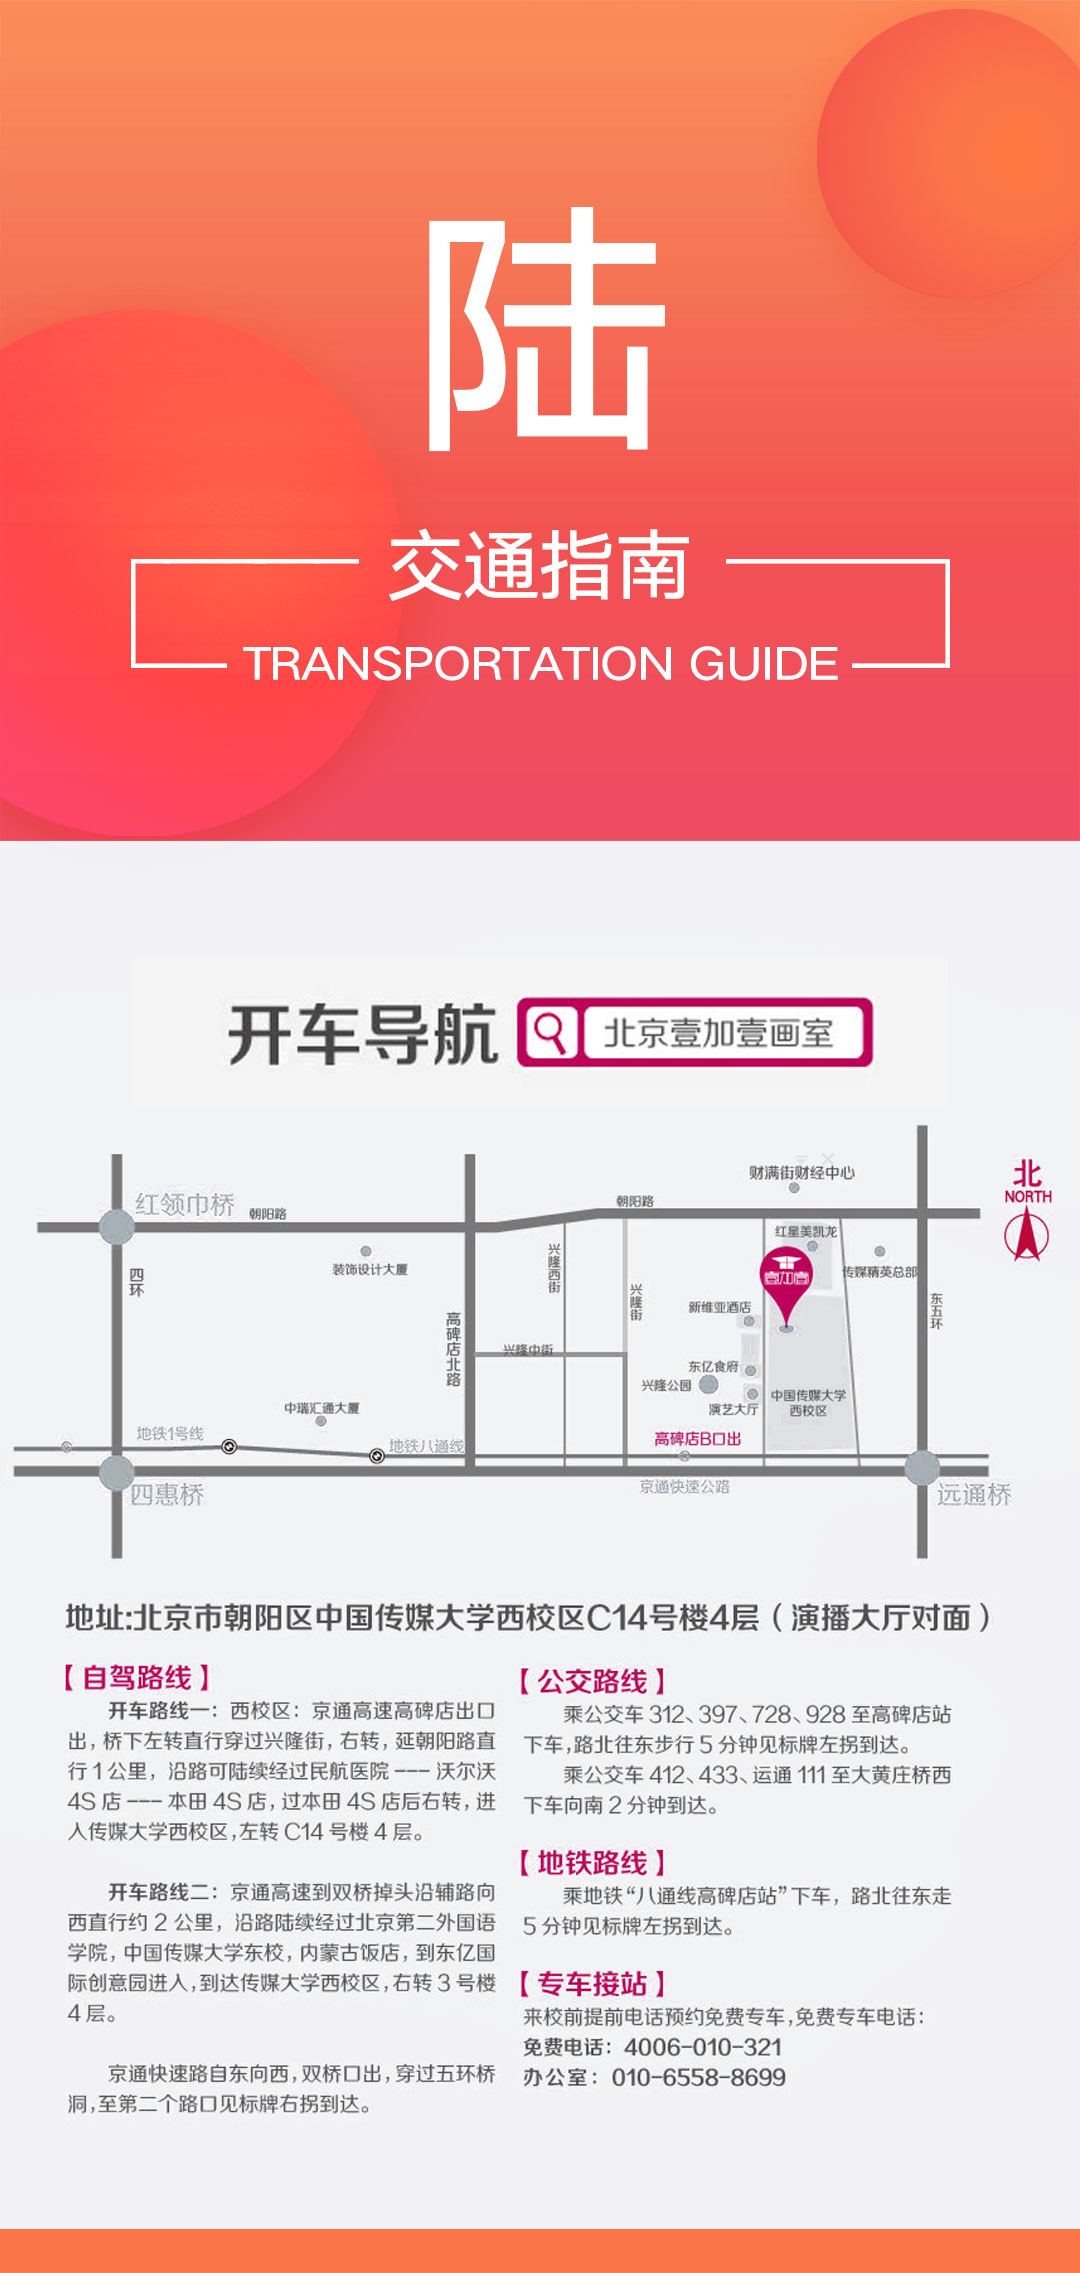 陆
交通指南
TRANSPORTATION GUIDE
开车导航
北京壹加壹画室
财满街财经中心
北
NORTH
红领巾桥
朝阳路
朝阳路
红星美凯龙
壹加壹
传媒精英总部
装饰设计大厦
四环
兴隆西街
兴隆街
新维亚酒店
东五环
高碑店北路
兴隆中街
东亿食府
兴隆公园
中国传媒大学
西校区
演艺大厅
中瑞汇通大厦
地铁1号线
地铁八通线
高碑店B口出
京通快速公路
四惠桥
远通桥
地址:北京市朝阳区中国传媒大学西校区C14号楼4层（演播大厅对面）
【自驾路线】
开车路线一：西校区：京通高速高碑店出口
出，桥下左转直行穿过兴隆街，右转，延朝阳路直
行1公里，沿路可陆续经过民航医院---沃尔沃
4S店---本田4S店，过本田4S店后右转，进
入传媒大学西校区，左转C14号楼4层。
开车路线二：京通高速到双桥掉头沿辅路向
西直行约2公里，沿路陆续经过北京第二外国语
学院，中国传媒大学东校，内蒙古饭店，到东亿国
际创意园进入，到达传媒大学西校区，右转3号楼
4层。
京通快速路自东向西，双桥口出，穿过五环桥
洞，至第二个路口见标牌右拐到达。
【公交路线】
乘公交车312、397、728、928至高碑店站
下车，路北往东步行5分钟见标牌左拐到达。
乘公交车412、433、运通111至大黄庄桥西
下车向南2分钟到达。
【地铁路线】
乘地铁“八通线高碑店站”下车，路北往东走
5分钟见标牌左拐到达。
【专车接站】
来校前提前电话预约免费专车，免费专车电话：
免费电话：4006-010-321
办公室：010-6558-8699